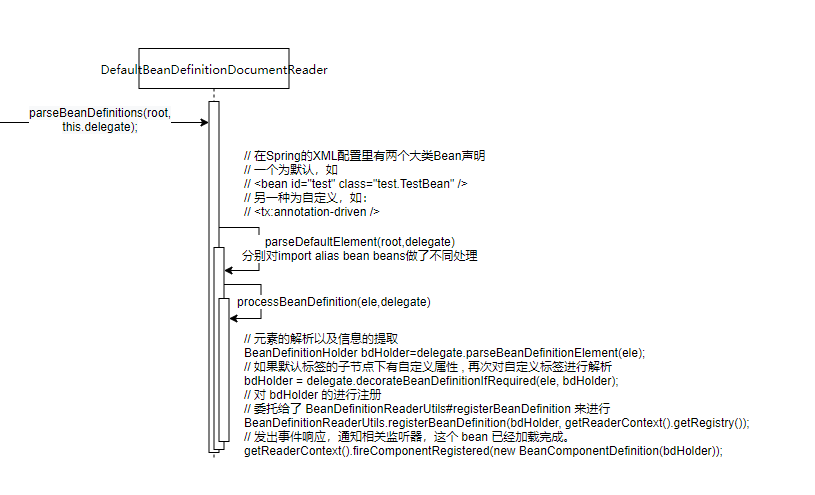 DefaultBeanDefinitionDocumentReader
parseBeanDefinitions(root,
this.delegate);
// 在Spring的XML配置里有两个大类Bean声明
// 一个为默认，如
// <bean id="test" class="test.TestBean" />
// 另一种为自定义，如：
// <tx:annotation-driven />
parseDefaultElement(root,delegate)
分别对import alias bean beans做了不同处理
processBeanDefinition(ele,delegate)
// 元素的解析以及信息的提取
BeanDefinitionHolder bdHolder=delegate.parseBeanDefinitionElement(ele);
// 如果默认标签的子节点下有自定义属性 , 再次对自定义标签进行解析
bdHolder = delegate.decorateBeanDefinitionIfRequired(ele, bdHolder);
// 对 bdHolder 的进行注册
// 委托给了 BeanDefinitionReaderUtils#registerBeanDefinition 来进行
BeanDefinitionReaderUtils.registerBeanDefinition(bdHolder, getReaderContext().getRegistry());
// 发出事件响应，通知相关监听器，这个 bean 已经加载完成。
getReaderContext().fireComponentRegistered(new BeanComponentDefinition(bdHolder));